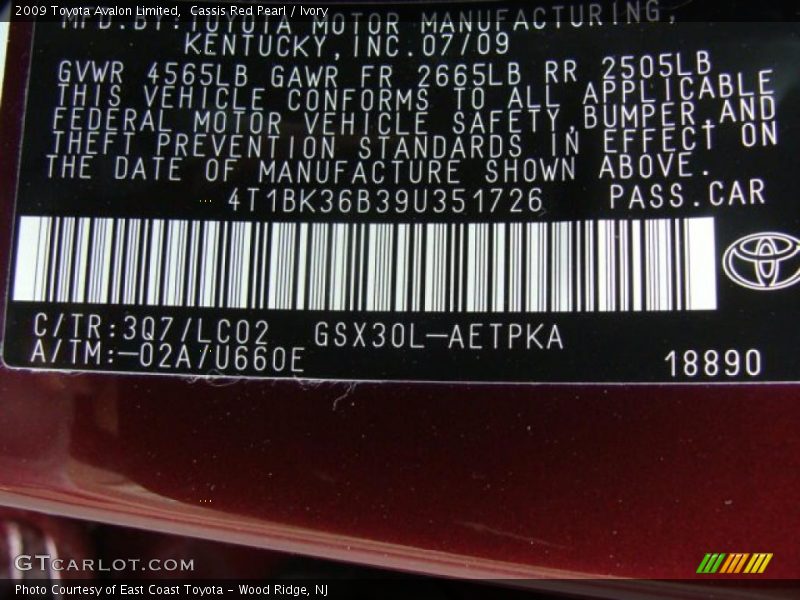 2009 Toyota Avalon Limited,  Cassis Red Pearl / Ivory
MFD.BY:TOYOTA MOTOR MANUFACTURING,
KENTUCKY,INC.07/09
GVWR 4565LB GAWR FR 2665LB RR 2505LB
THIS VEHICLE CONFORMS TO ALL APPLICABLE
FEDERAL MOTOR VEHICLE SAFETY,BUMPER,AND
THEFT PREVENTION STANDARDS IN EFFECT ON
THE DATE OF MANUFACTURE SHOWN ABOVE.
4T1BK36B39U351726 PASS.CAR
C/TR:3Q7/LC02 GSX30L-AETPKA
A/TM:-02A/U660E 18890
GTCARLOT.COM
Photo Courtesy of East Coast Toyota - Wood Ridge, NJ